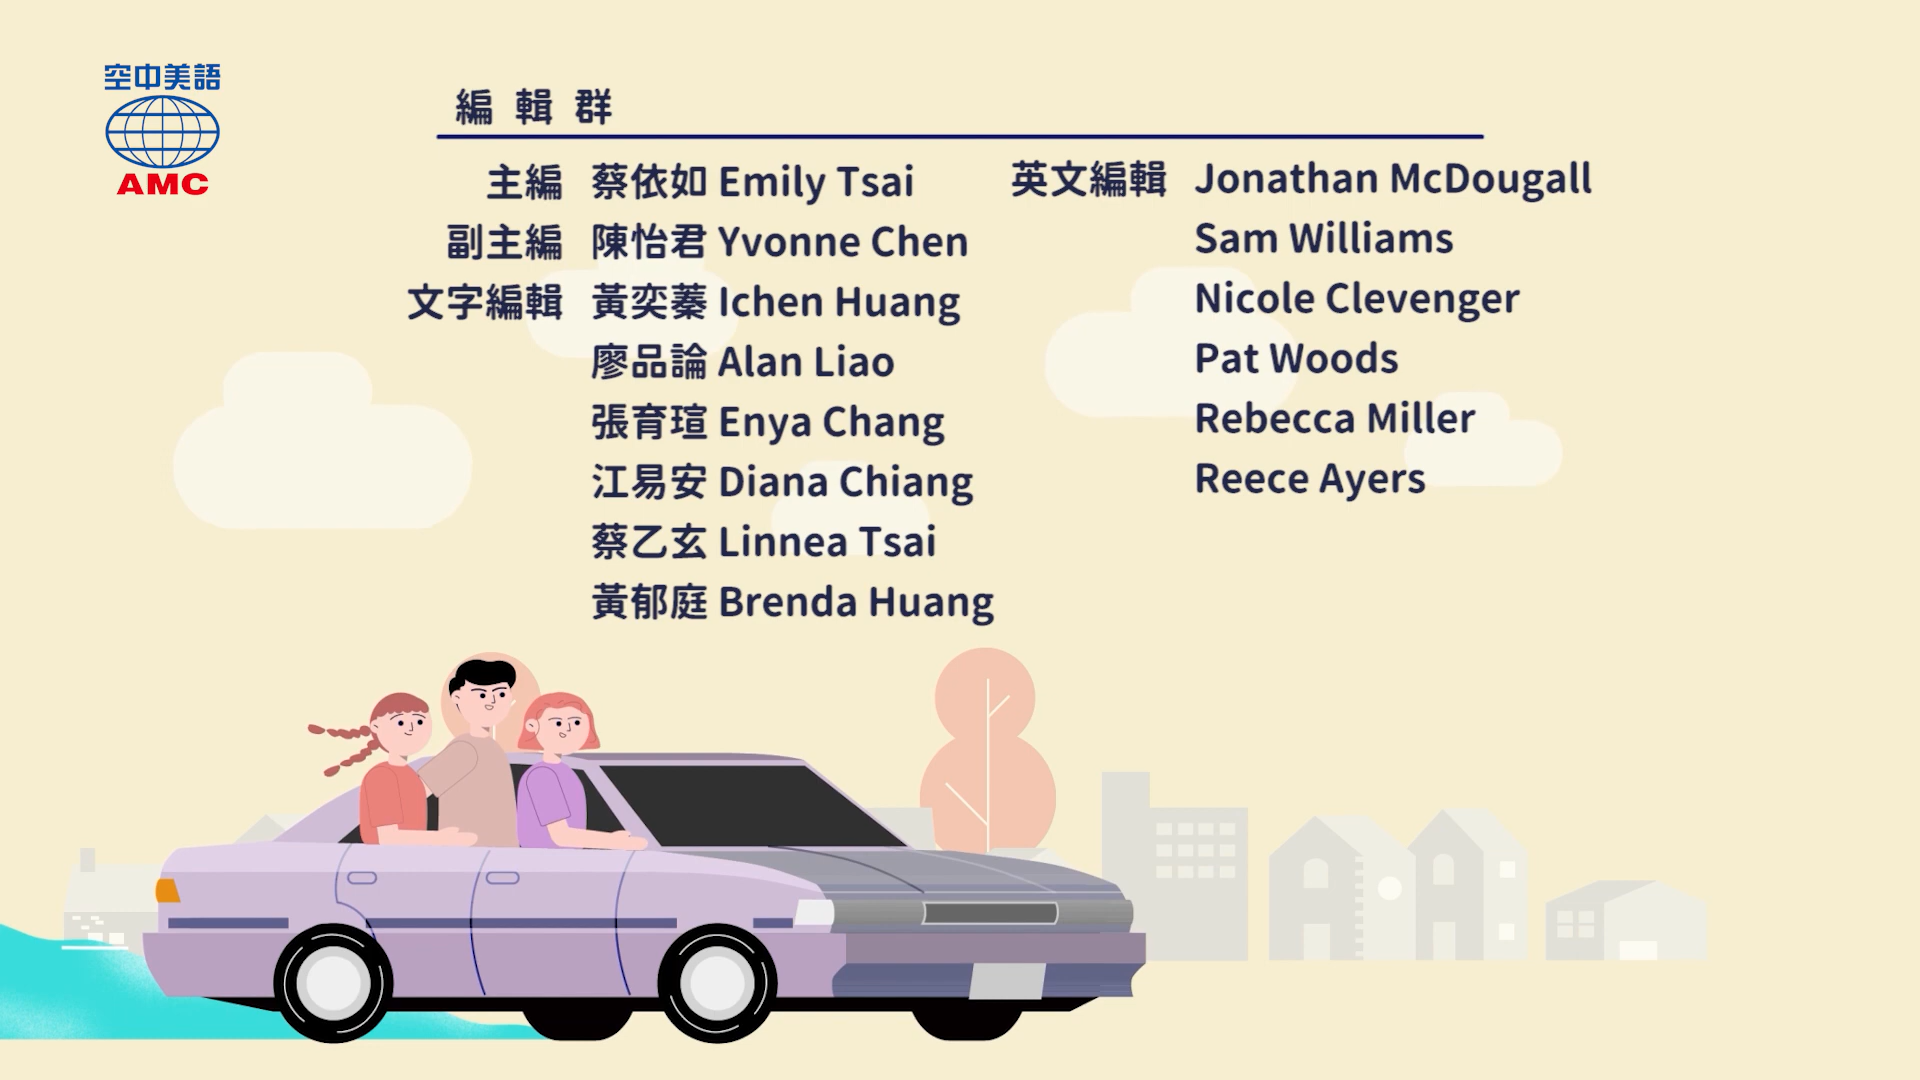 空中美語
AMC
編輯群
主編 蔡依如 Emily Tsai
副主編 陳怡君 Yvonne Chen
文字編輯 黃奕蓁 Ichen Huang
廖品論 Alan Liao
張育瑄 Enya Chang
江易安 Diana Chiang
蔡乙玄 Linnea Tsai
黃郁庭 Brenda Huang
英文編輯 Jonathan McDougall
Sam Williams
Nicole Clevenger
Pat Woods
Rebecca Miller
Reece Ayers